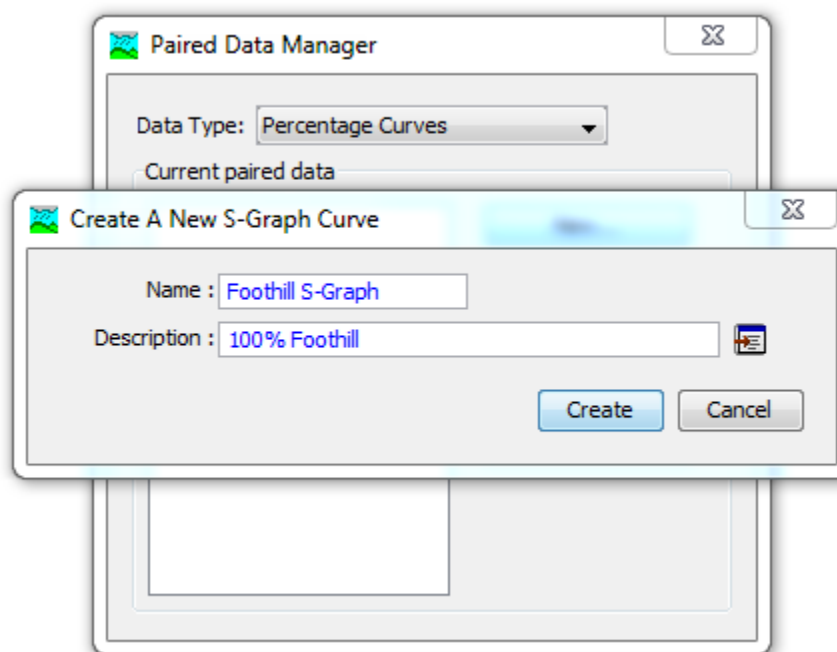 Paired Data Manager
Data Type: Percentage Curves
Current paired data
Create A New S-Graph Curve
Name : Foothill S-Graph
Description : 100% Foothill
Create Cancel